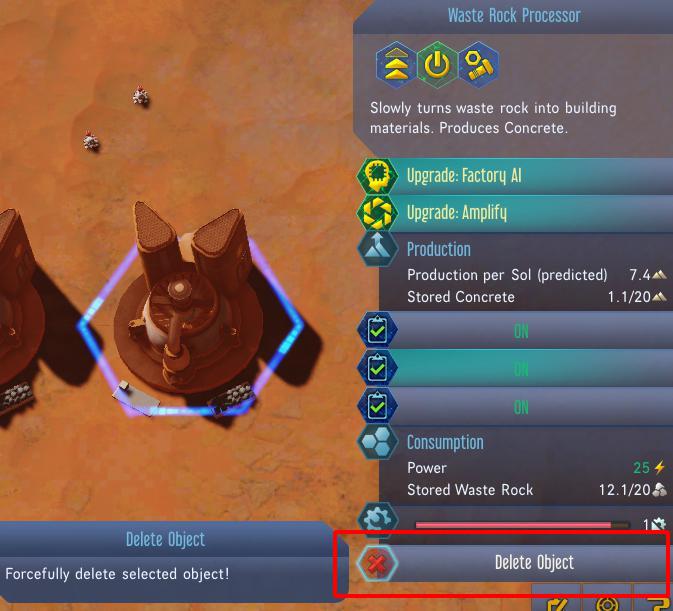 Waste Rock Processor
Slowly turns waste rock into building
materials. Produces Concrete.
Upgrade: Factory AI
Upgrade: Amplify
Production
Production per Sol (predicted) 7.4
Stored Concrete 1.1/20
ON
ON
ON
Consumption
Power 25
Stored Waste Rock 12.1/20
1
Delete Object
Delete Object
Forcefully delete selected object!